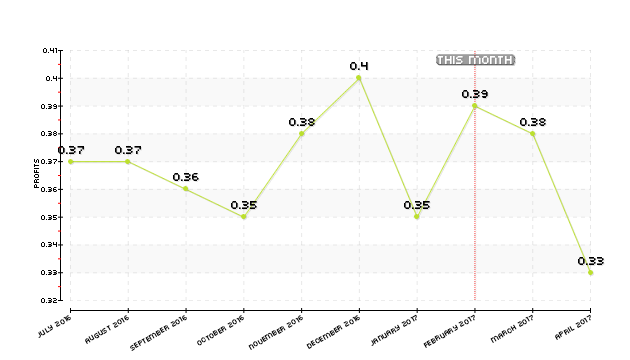 0.41
0.4
0.39
0.38
0.37
0.36
0.35
0.34
0.33
0.32
PROFITS
THIS MONTH
0.37
0.37
0.36
0.35
0.38
0.4
0.35
0.39
0.38
0.33
JULY 2016
AUGUST 2016
SEPTEMBER 2016
OCTOBER 2016
NOVEMBER 2016
DECEMBER 2016
JANUARY 2017
FEBRUARY 2017
MARCH 2017
APRIL 2017